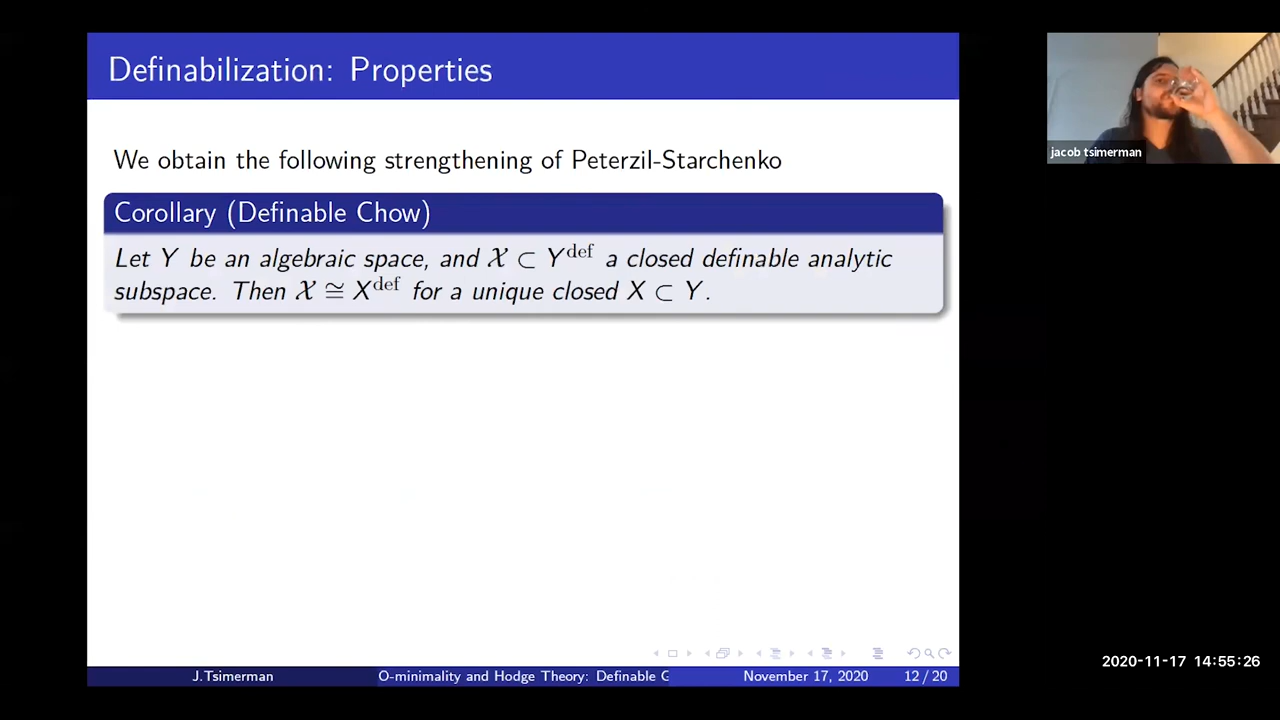 Definabilization: Properties
We obtain the following strengthening of Peterzil-Starchenko
Corollary (Definable Chow)
Let Y be an algebraic space, and 𝒳 ⊂ Y^def a closed definable analytic
subspace. Then 𝒳 ≅ X^def for a unique closed X ⊂ Y.
J.Tsimerman
O-minimality and Hodge Theory: Definable G
November 17, 2020
12 / 20
jacob tsimerman
2020-11-17 14:55:26